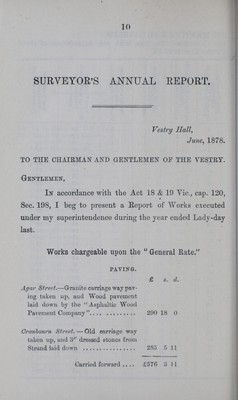 10
SURVEYOR'S ANNUAL REPORT.
Vestry Hall,
June, 1878.
TO THE CHAIRMAN AND GENTLEMEN OF THE VESTRY.
GENTLEMEN,
IN accordance with the Act 18 & 19 Vic., cap. 120,
Sec. 198, I beg to present a Report of Works executed
under my superintendence during the year ended Lady-day
last.
Works chargeable upon the "General Rate."
PAVING.
£ s. d.
Agar Street.—Granite carriage way pav-
ing taken up, and Wood pavement
laid down by the "Asphaltic Wood
Pavement Company" .......... 290 18 0
Cranbourn Street. — Old carriage way
taken up, and 3" dressed stones from
Strand laid down .......... 285 5 11
Carried forward .... £576 3 11